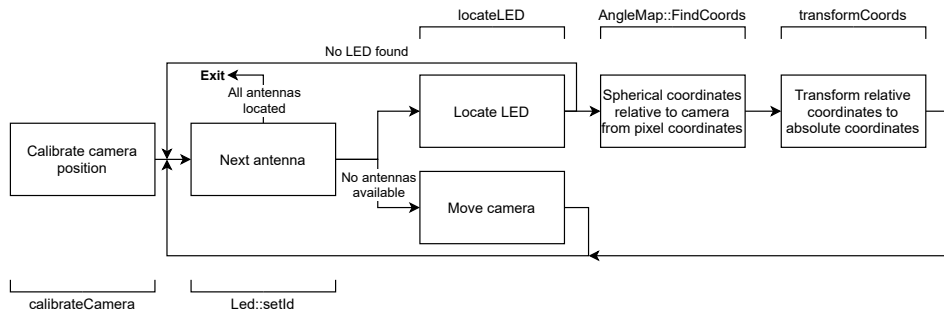 locateLED
AngleMap::FindCoords
transformCoords
No LED found
Exit
All antennas
located
Locate LED
Spherical coordinates
relative to camera
from pixel coordinates
Transform relative
coordinates to
absolute coordinates
Calibrate camera
position
Next antenna
No antennas
available
Move camera
calibrateCamera
Led::setId